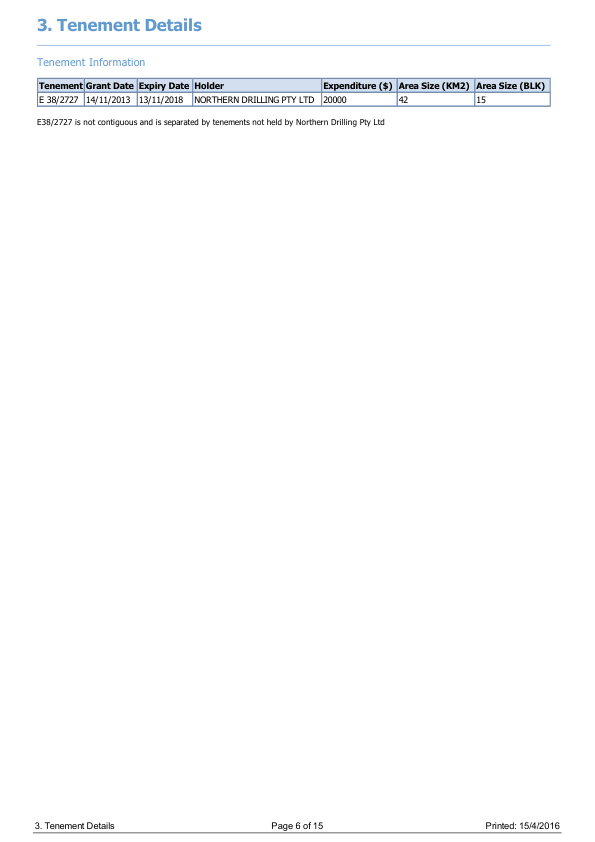 3. Tenement Details
Tenement Information
Tenement Grant Date Expiry Date Holder Expenditure ($) Area Size (KM2) Area Size (BLK)
E 38/2727 14/11/2013 13/11/2018 NORTHERN DRILLING PTY LTD 20000 42 15
E38/2727 is not contiguous and is separated by tenements not held by Northern Drilling Pty Ltd
3. Tenement Details Page 6 of 15 Printed: 15/4/2016